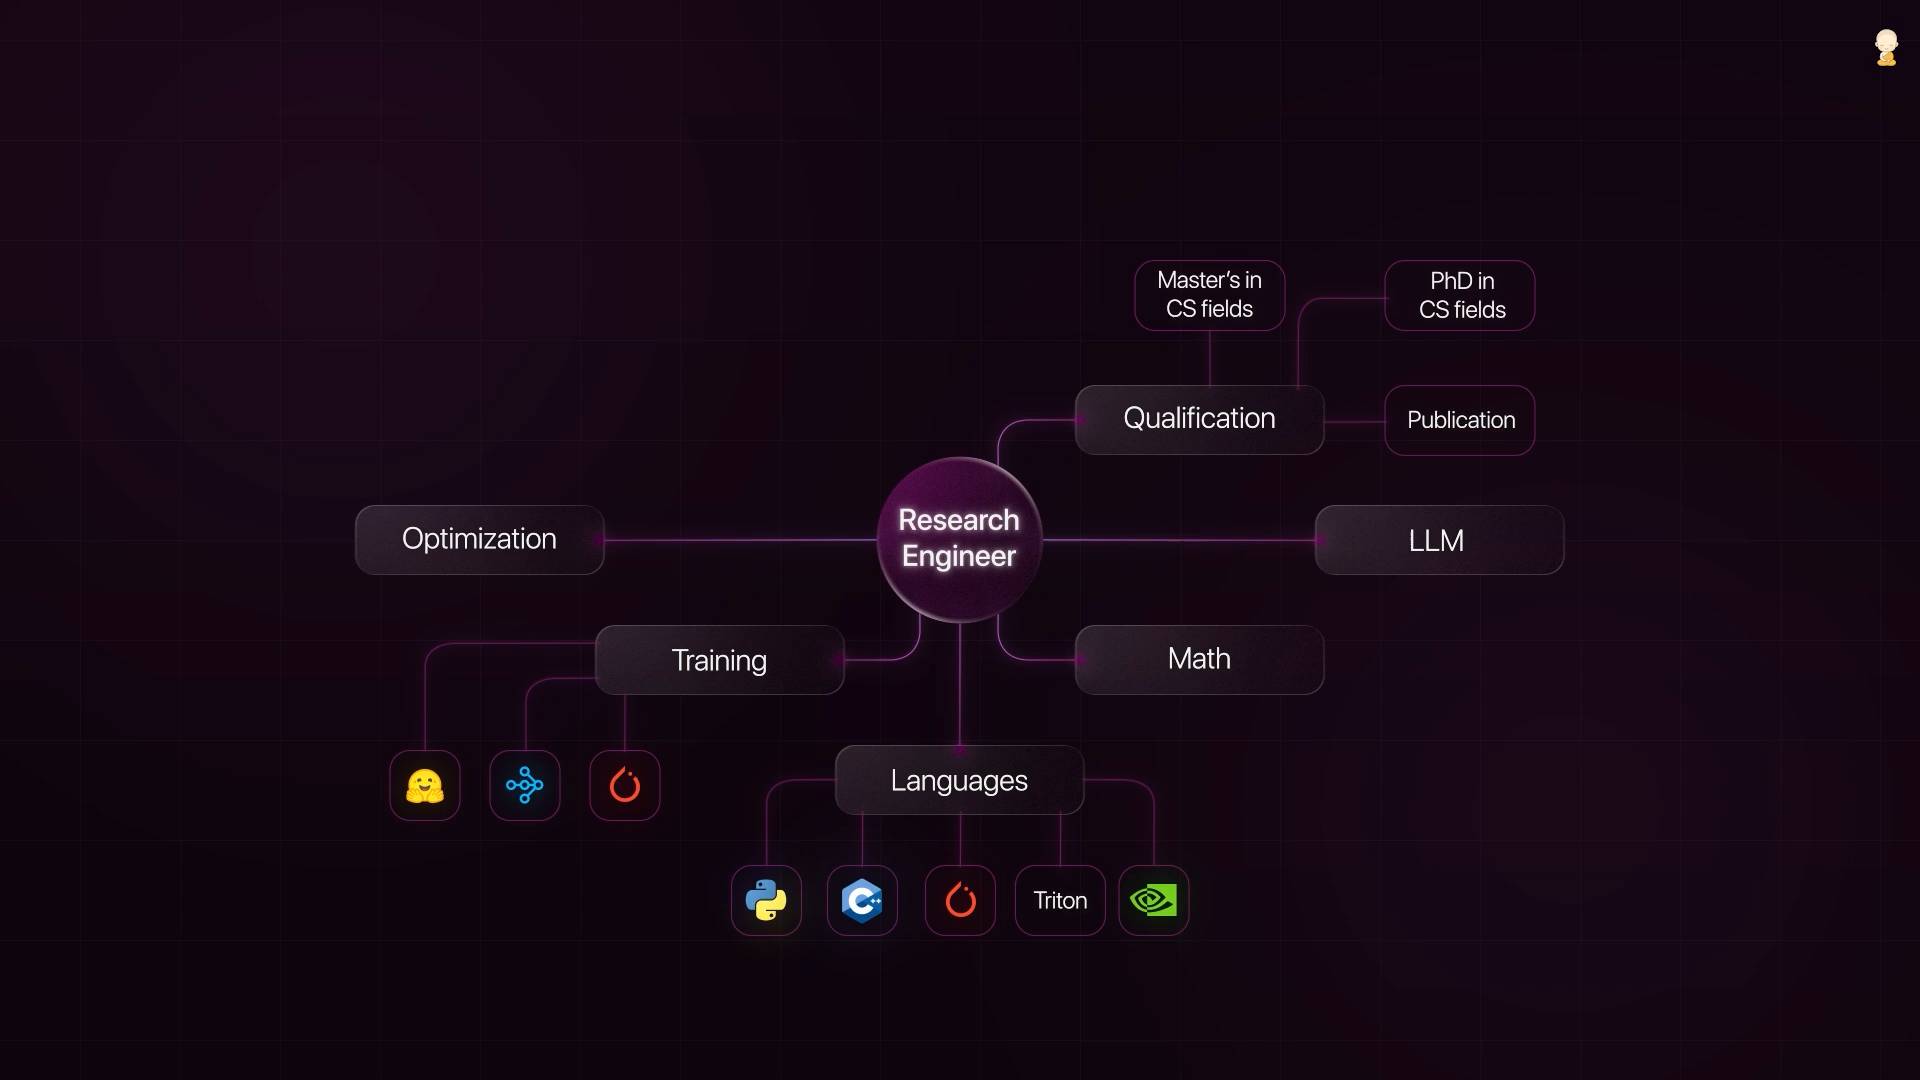 Master's in
CS fields
PhD in
CS fields
Qualification
Publication
Research
Engineer
Optimization
LLM
Training
Math
Languages
Triton